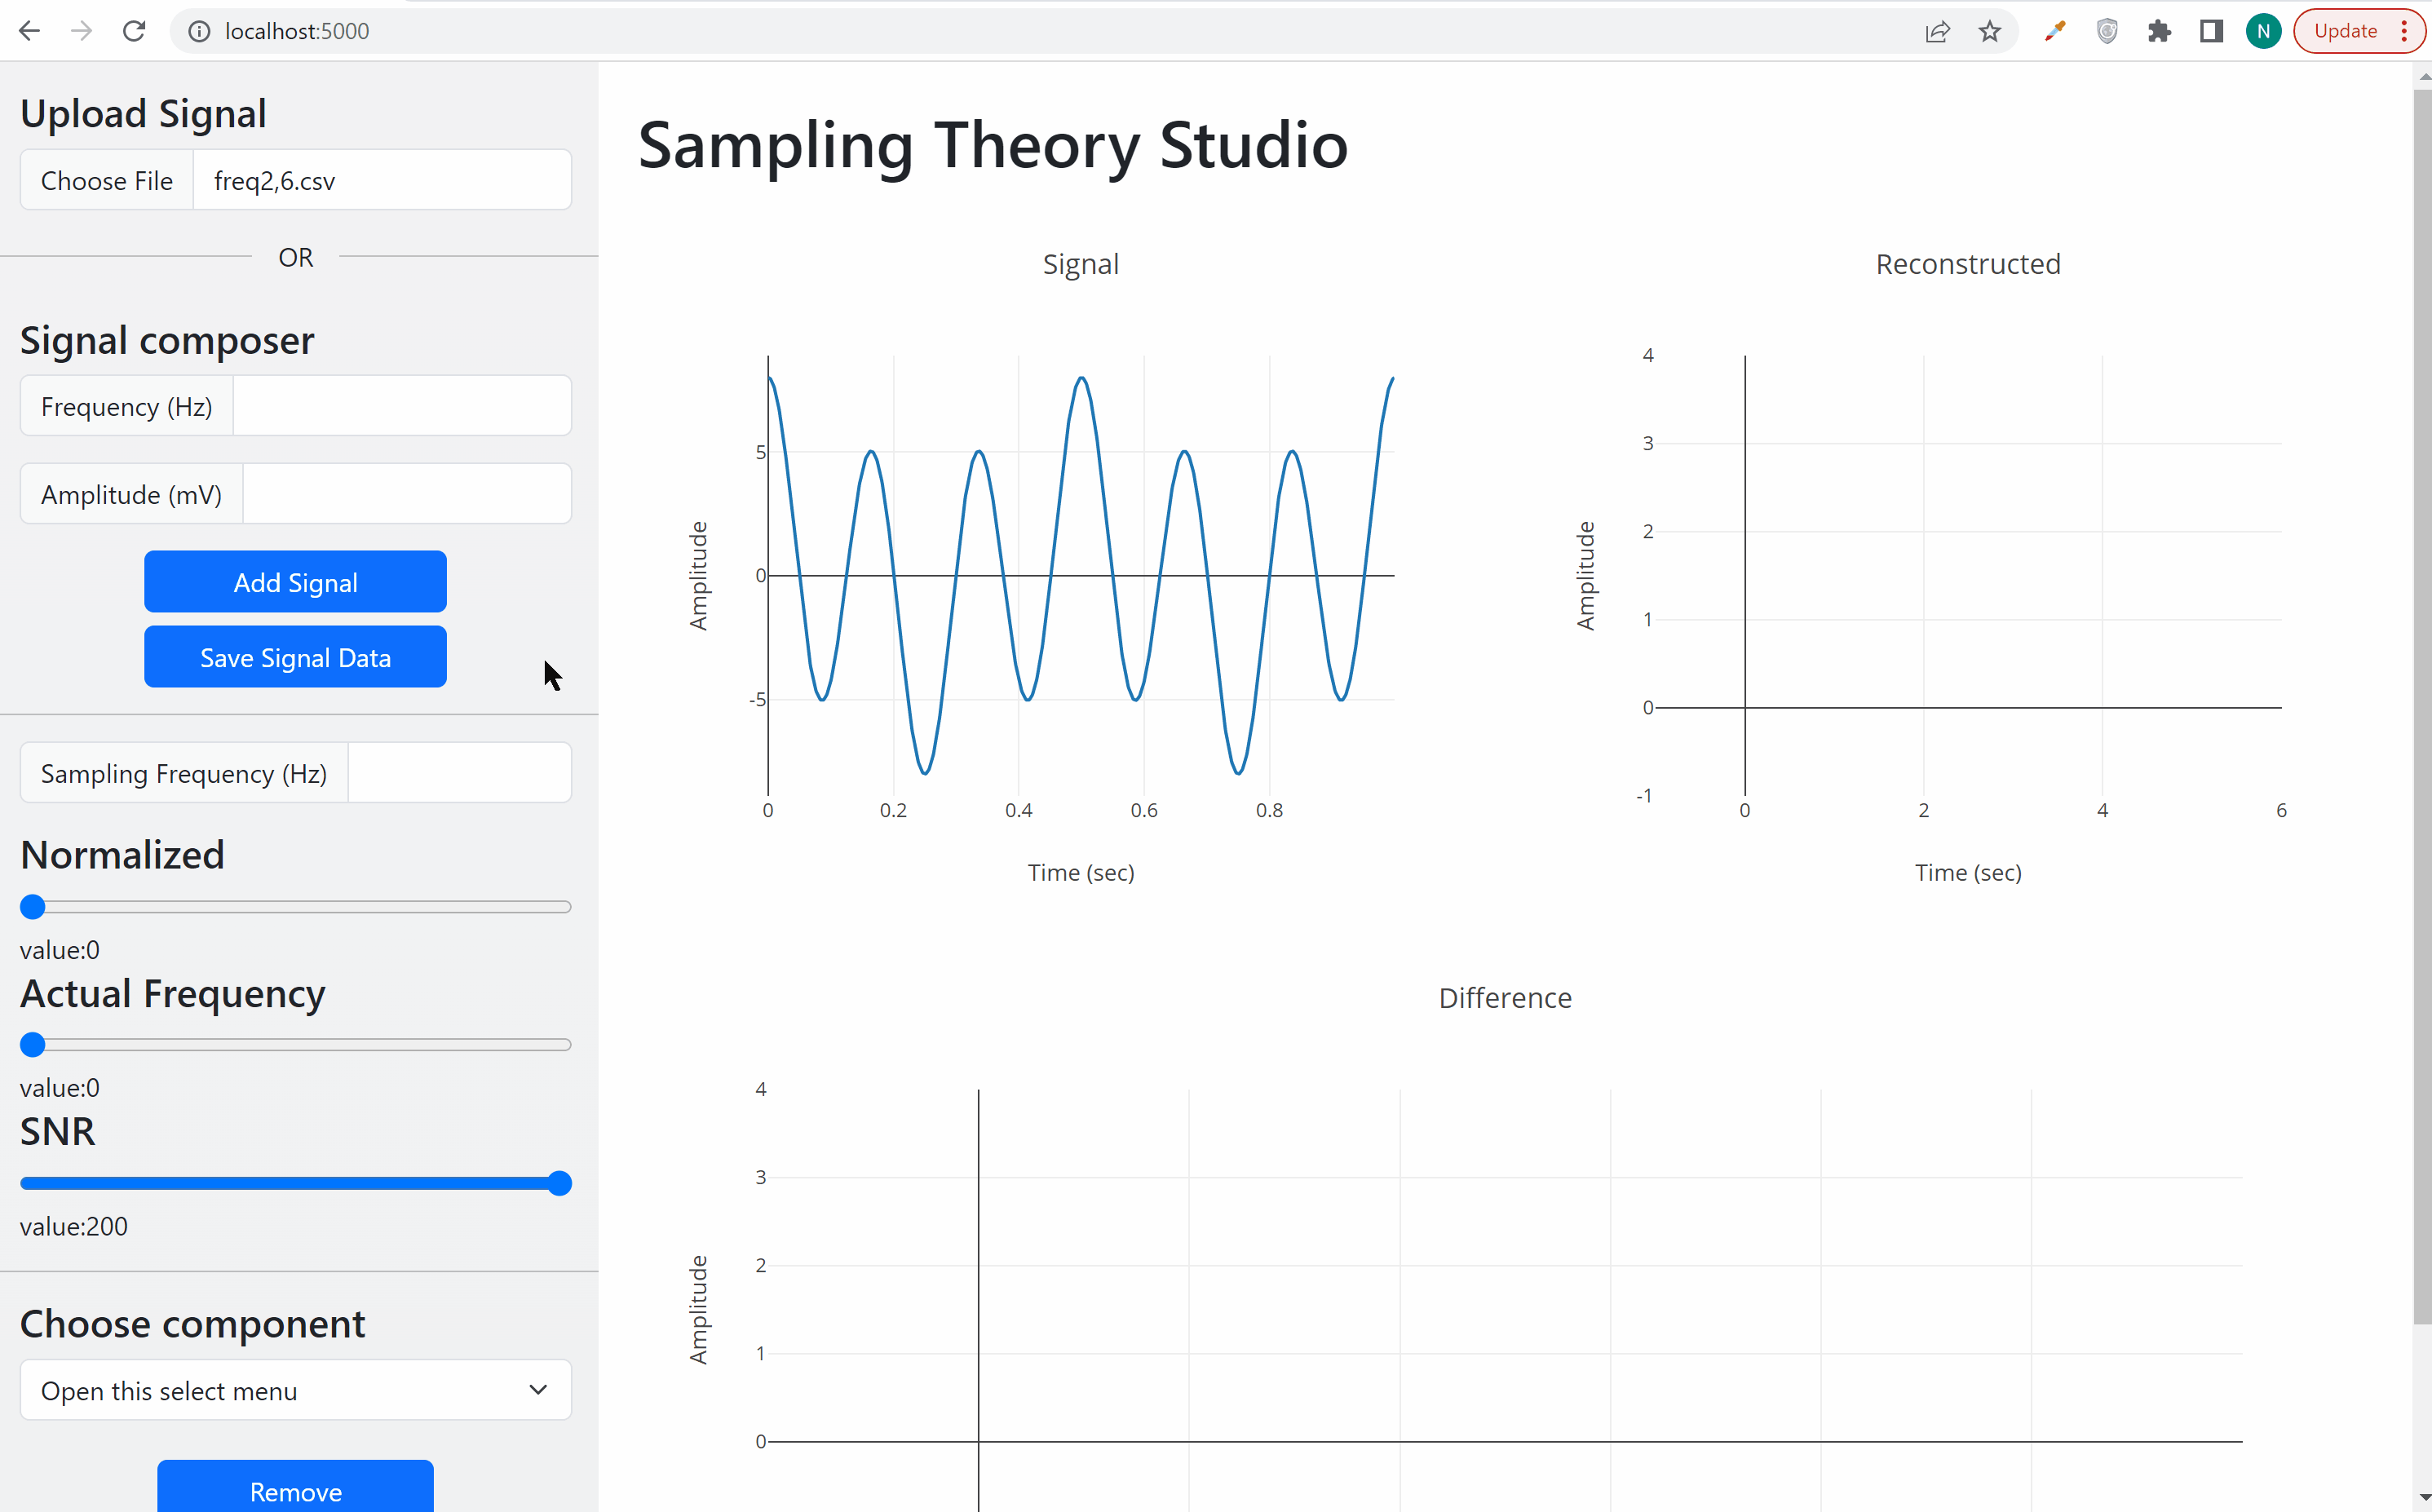 localhost:5000
N
Update
Upload Signal
Choose File
freq2,6.csv
OR
Signal composer
Frequency (Hz)
Amplitude (mV)
Add Signal
Save Signal Data
Sampling Frequency (Hz)
Normalized
value:0
Actual Frequency
value:0
SNR
value:200
Choose component
Open this select menu
Remove
Sampling Theory Studio
Signal
Amplitude
5
0
-5
0 0.2 0.4 0.6 0.8
Time (sec)
Reconstructed
Amplitude
4
3
2
1
0
-1
0 2 4 6
Time (sec)
Difference
Amplitude
4
3
2
1
0